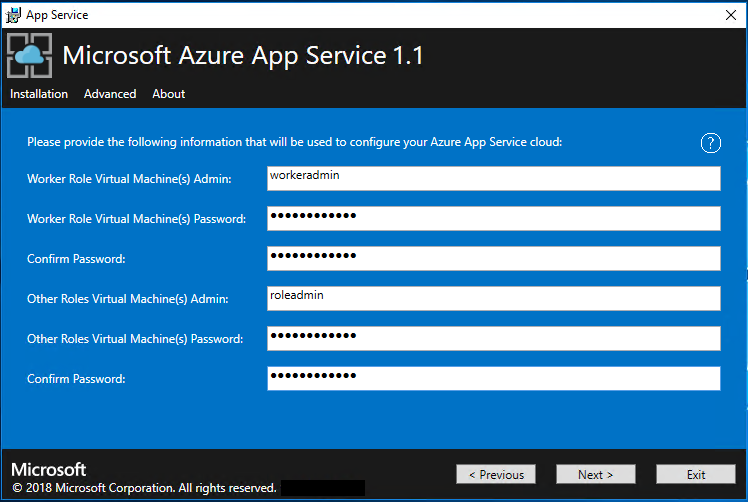 App Service
Microsoft Azure App Service 1.1
Installation Advanced About
Please provide the following information that will be used to configure your Azure App Service cloud: ?
Worker Role Virtual Machine(s) Admin: workeradmin
Worker Role Virtual Machine(s) Password: ●●●●●●●●●●●●
Confirm Password: ●●●●●●●●●●●●
Other Roles Virtual Machine(s) Admin: roleadmin
Other Roles Virtual Machine(s) Password: ●●●●●●●●●●●●
Confirm Password: ●●●●●●●●●●●●
Microsoft
© 2018 Microsoft Corporation. All rights reserved.
< Previous Next > Exit